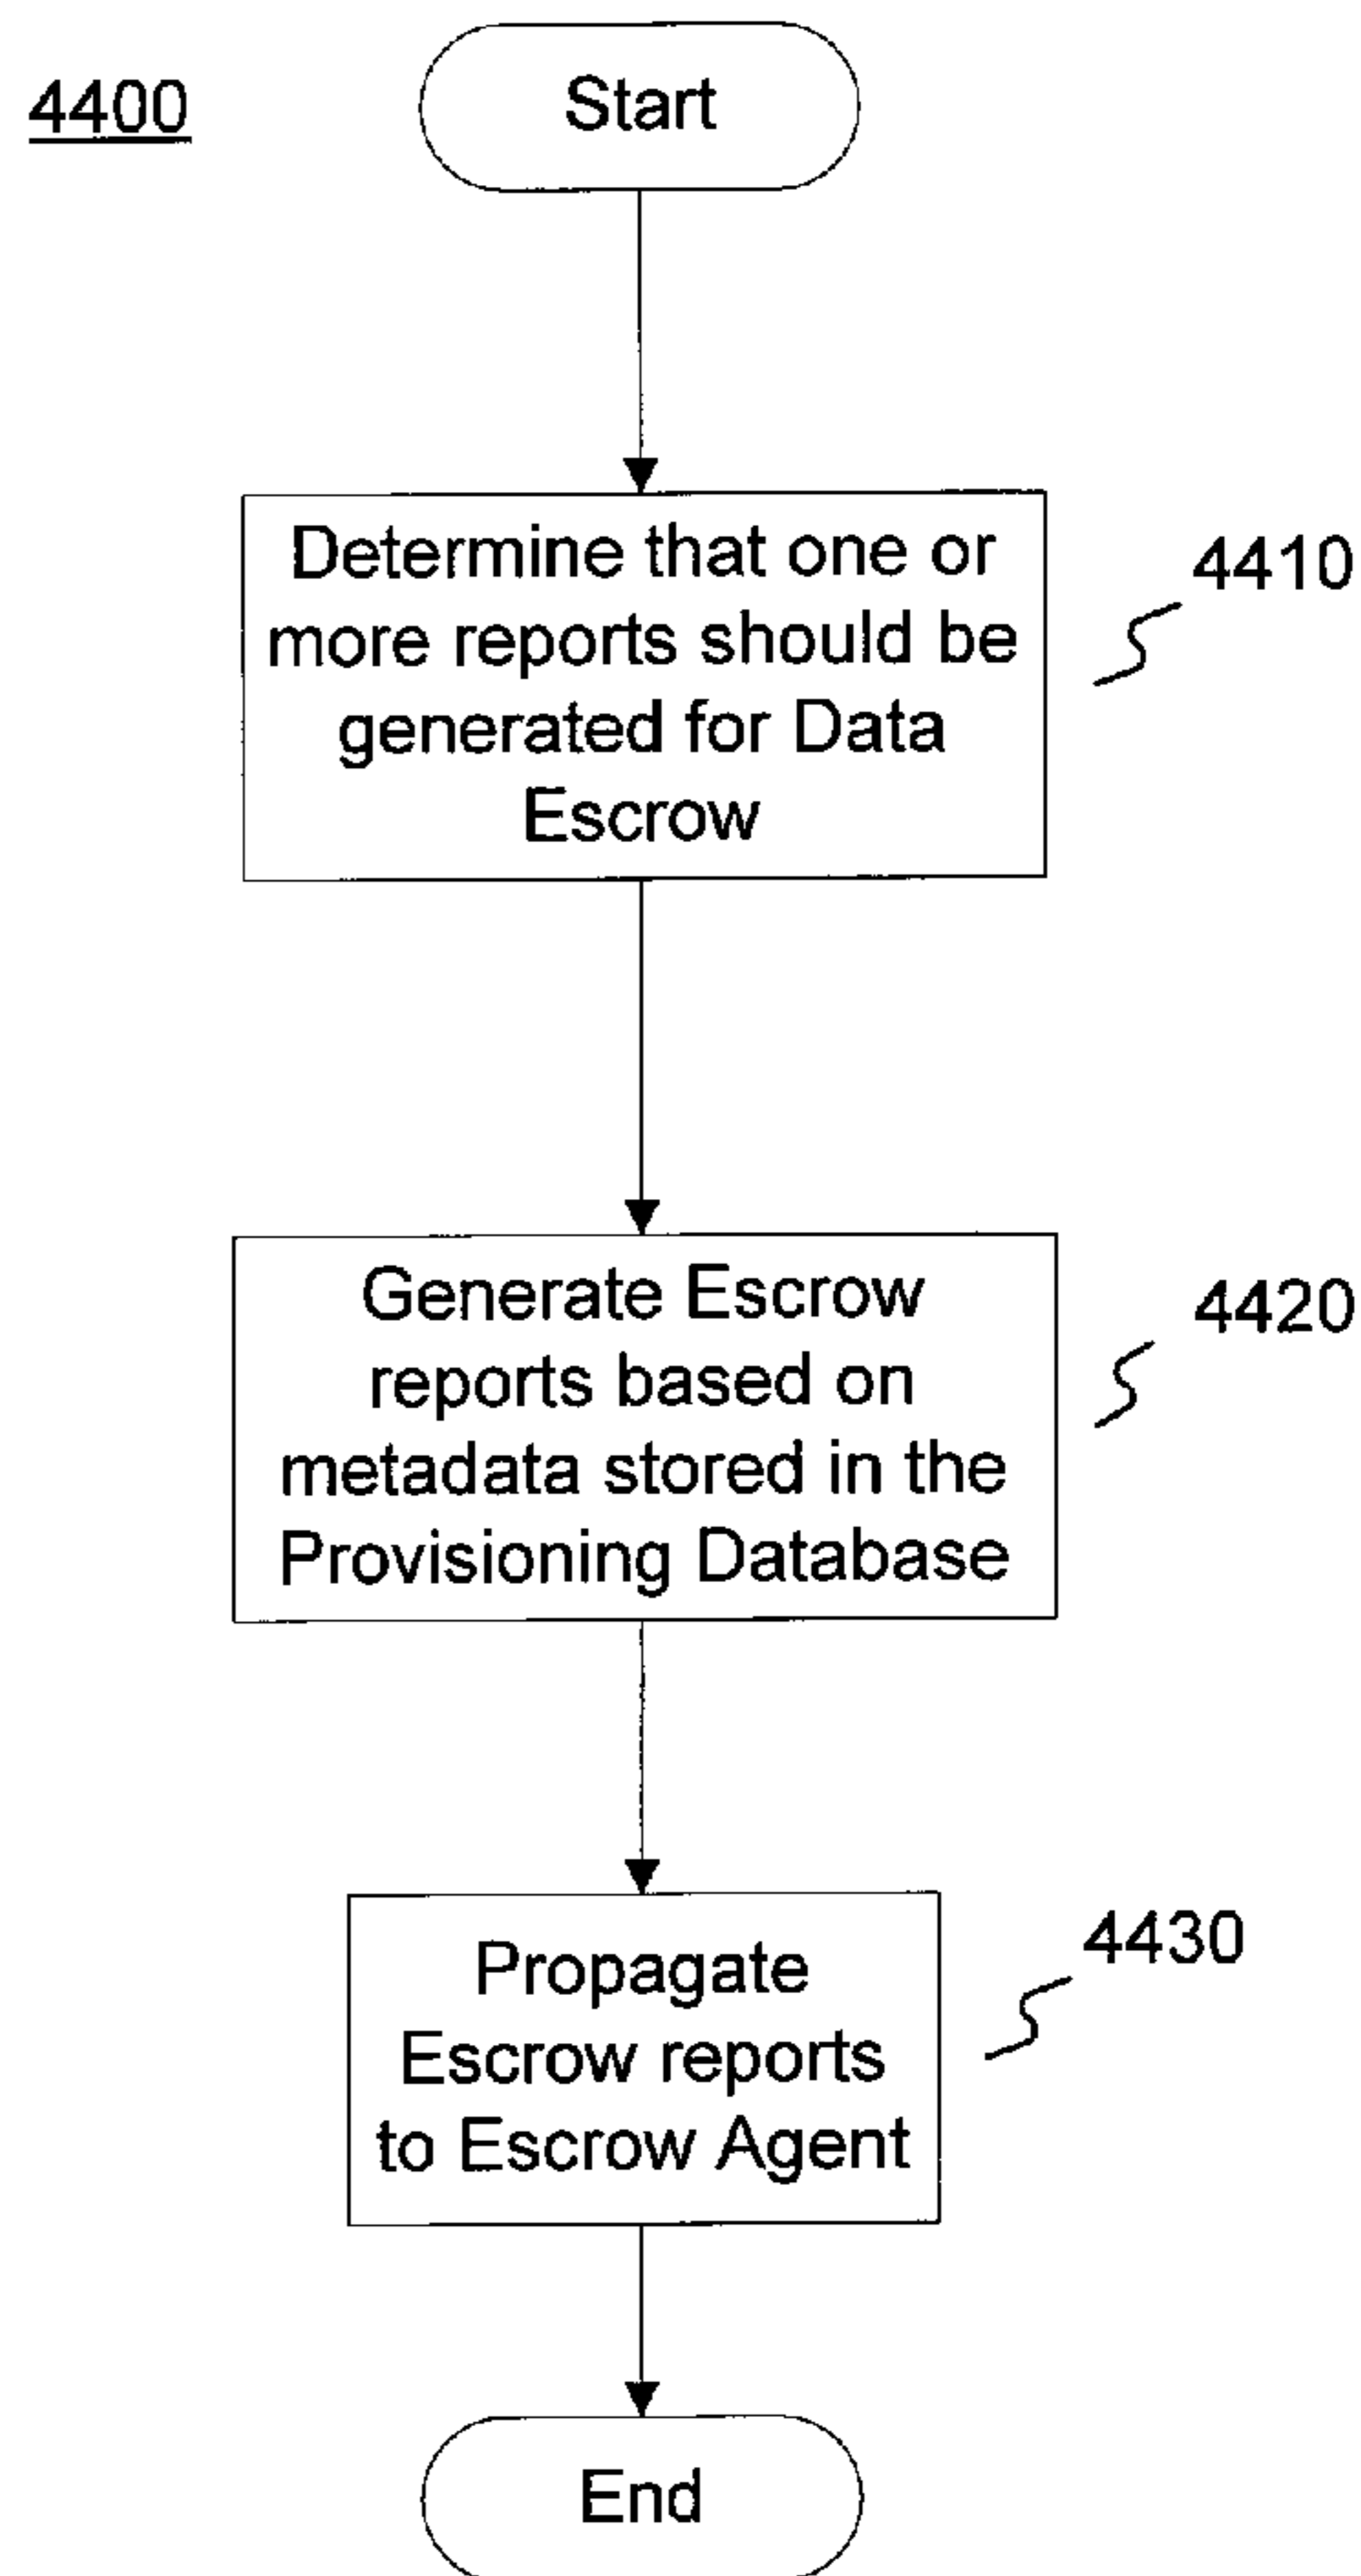 4400
Start
Determine that one or
more reports should be
generated for Data
Escrow
4410
Generate Escrow
reports based on
metadata stored in the
Provisioning Database
4420
Propagate
Escrow reports
to Escrow Agent
4430
End